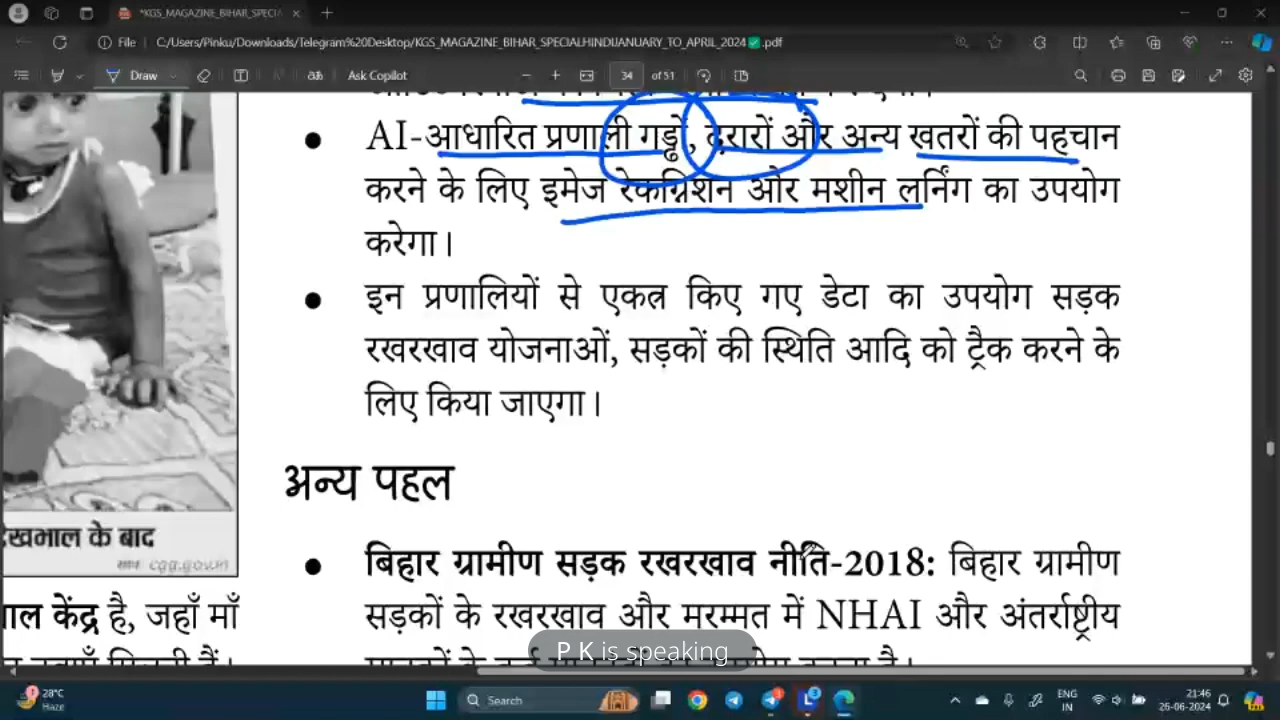 *KGS_MAGAZINE_BIHAR_SPECIA
File C:/Users/Pinku/Downloads/Telegram%20Desktop/KGS_MAGAZINE_BIHAR_SPECIALHINDIJANUARY_TO_APRIL_2024✅.pdf
Draw
Ask Copilot
34 of 51
AI-आधारित प्रणाली गड्ढों, दरारों और अन्य खतरों की पहचान
करने के लिए इमेज रेकग्निशन और मशीन लर्निंग का उपयोग
करेगा।
इन प्रणालियों से एकत्र किए गए डेटा का उपयोग सड़क
रखरखाव योजनाओं, सड़कों की स्थिति आदि को ट्रैक करने के
लिए किया जाएगा।
अन्य पहल
बिहार ग्रामीण सड़क रखरखाव नीति-2018: बिहार ग्रामीण
सड़कों के रखरखाव और मरम्मत में NHAI और अंतर्राष्ट्रीय
के बाद
cgg.gov.in
केंद्र है, जहाँ माँ
P K is speaking
28°C
Haze
Search
ENG
IN
21:46
26-06-2024